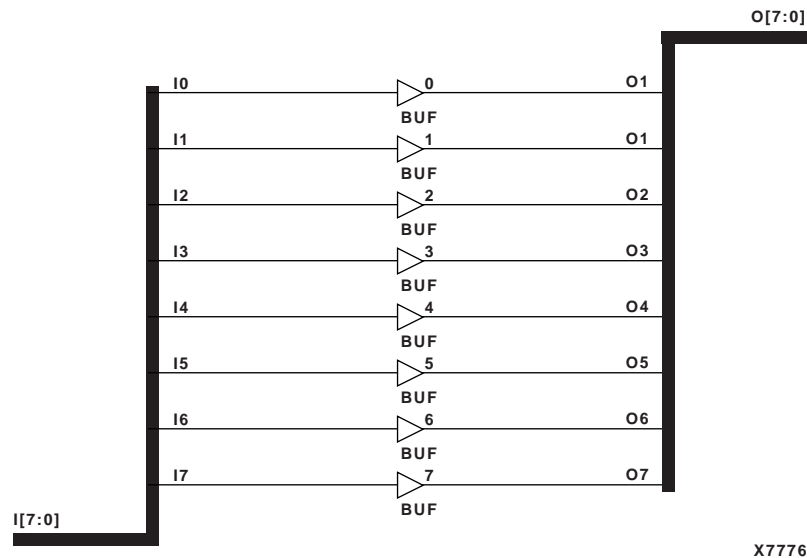 O[7:0]
I0 0 O1
BUF
I1 1 O1
BUF
I2 2 O2
BUF
I3 3 O3
BUF
I4 4 O4
BUF
I5 5 O5
BUF
I6 6 O6
BUF
I7 7 O7
BUF
I[7:0]
X7776